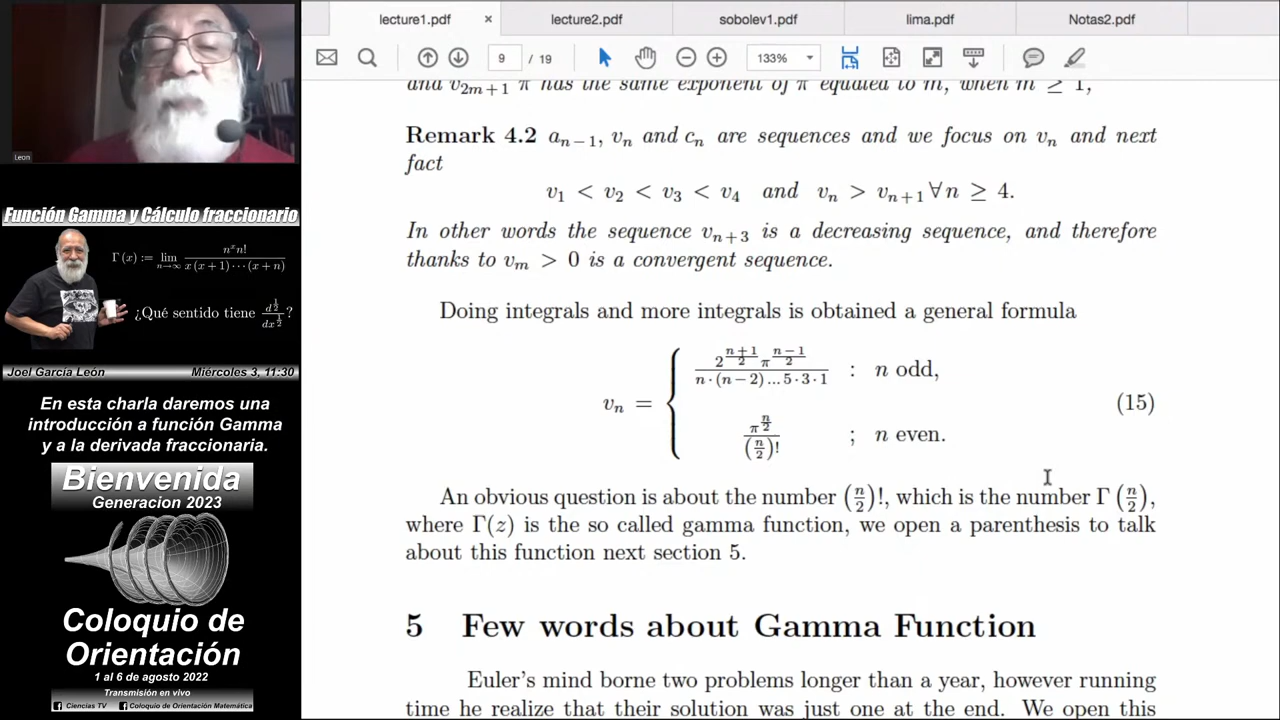 lecture1.pdf × lecture2.pdf sobolev1.pdf lima.pdf Notas2.pdf
9 / 19 133%
Leon
Función Gamma y Cálculo fraccionario
Γ(x) := lim n→∞ n^x n! / x(x+1)···(x+n)
¿Qué sentido tiene d^{1/2}/dx^{1/2}?
Joel García León Miércoles 3, 11:30
En esta charla daremos una
introducción a función Gamma
y a la derivada fraccionaria.
Bienvenida
Generacion 2023
Coloquio de
Orientación
1 al 6 de agosto 2022
Transmisión en vivo
Ciencias TV Coloquio de Orientación Matemática
and v_{2m+1} π has the same exponent of π equated to m, when m ≥ 1,
Remark 4.2 a_{n−1}, v_n and c_n are sequences and we focus on v_n and next
fact
v_1 < v_2 < v_3 < v_4 and v_n > v_{n+1} ∀ n ≥ 4.
In other words the sequence v_{n+3} is a decreasing sequence, and therefore
thanks to v_m > 0 is a convergent sequence.
Doing integrals and more integrals is obtained a general formula
v_n = { 2^{(n+1)/2} π^{(n−1)/2} / n·(n−2)...5·3·1 : n odd,
π^{n/2} / (n/2)! ; n even. (15)
An obvious question is about the number (n/2)!, which is the number Γ(n/2),
where Γ(z) is the so called gamma function, we open a parenthesis to talk
about this function next section 5.
5 Few words about Gamma Function
Euler's mind borne two problems longer than a year, however running
time he realize that their solution was just one at the end. We open this